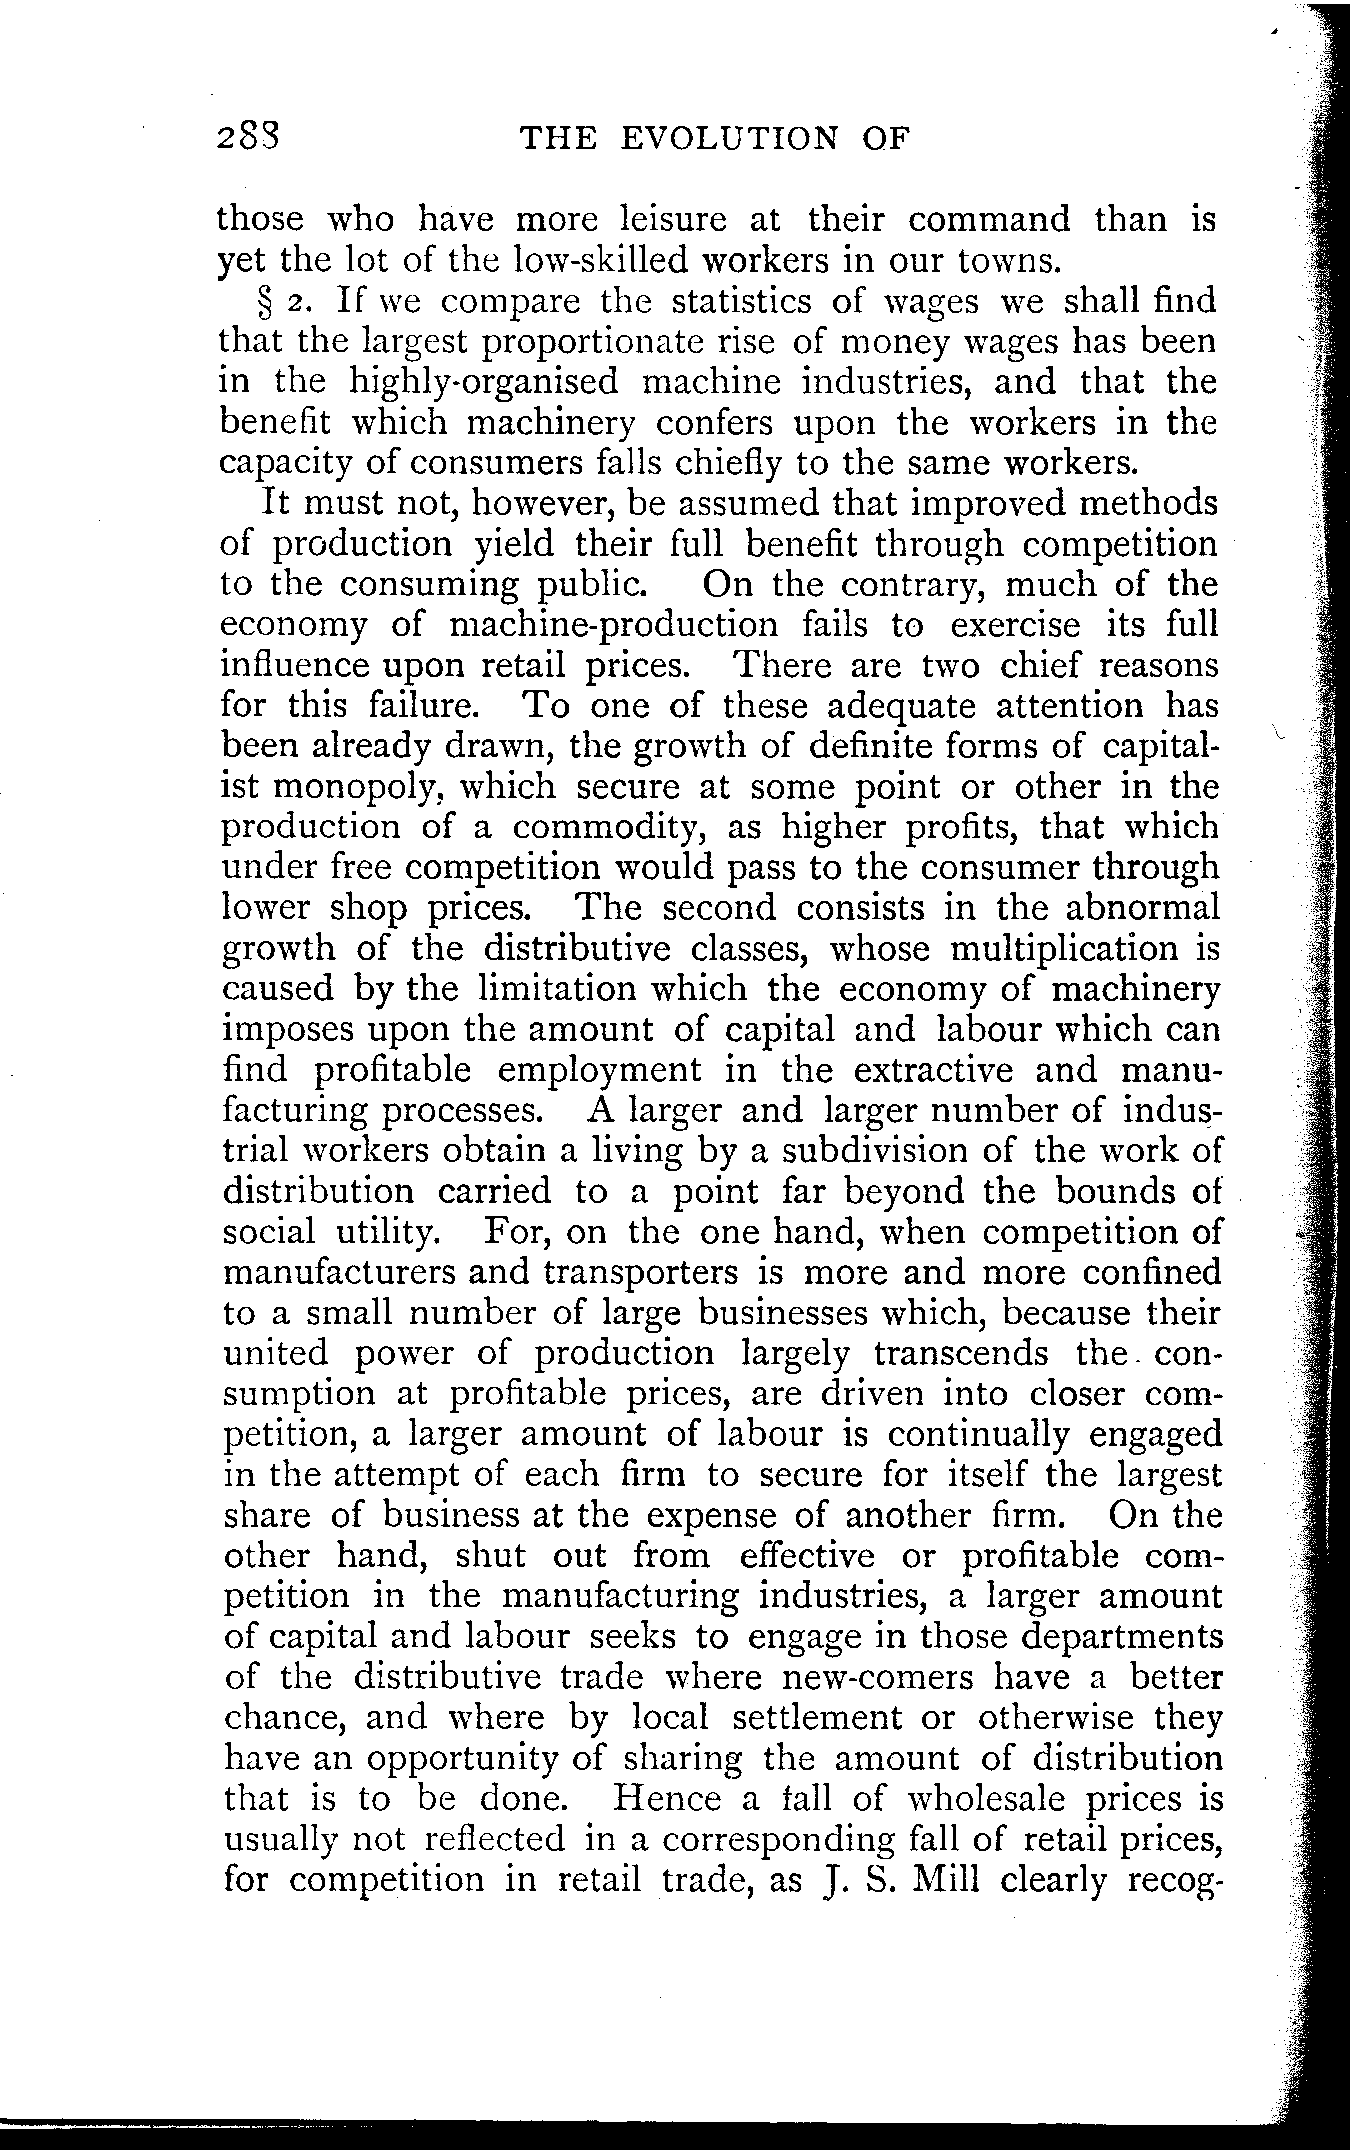 288 THE EVOLUTION OF
those who have more leisure at their command than is
yet the lot of the low-skilled workers in our towns.
§ 2. If we compare the statistics of wages we shall find
that the largest proportionate rise of money wages has been
in the highly-organised machine industries, and that the
benefit which machinery confers upon the workers in the
capacity of consumers falls chiefly to the same workers.
It must not, however, be assumed that improved methods
of production yield their full benefit through competition
to the consuming public. On the contrary, much of the
economy of machine-production fails to exercise its full
influence upon retail prices. There are two chief reasons
for this failure. To one of these adequate attention has
been already drawn, the growth of definite forms of capital-
ist monopoly, which secure at some point or other in the
production of a commodity, as higher profits, that which
under free competition would pass to the consumer through
lower shop prices. The second consists in the abnormal
growth of the distributive classes, whose multiplication is
caused by the limitation which the economy of machinery
imposes upon the amount of capital and labour which can
find profitable employment in the extractive and manu-
facturing processes. A larger and larger number of indus-
trial workers obtain a living by a subdivision of the work of
distribution carried to a point far beyond the bounds of
social utility. For, on the one hand, when competition of
manufacturers and transporters is more and more confined
to a small number of large businesses which, because their
united power of production largely transcends the con-
sumption at profitable prices, are driven into closer com-
petition, a larger amount of labour is continually engaged
in the attempt of each firm to secure for itself the largest
share of business at the expense of another firm. On the
other hand, shut out from effective or profitable com-
petition in the manufacturing industries, a larger amount
of capital and labour seeks to engage in those departments
of the distributive trade where new-comers have a better
chance, and where by local settlement or otherwise they
have an opportunity of sharing the amount of distribution
that is to be done. Hence a fall of wholesale prices is
usually not reflected in a corresponding fall of retail prices,
for competition in retail trade, as J. S. Mill clearly recog-